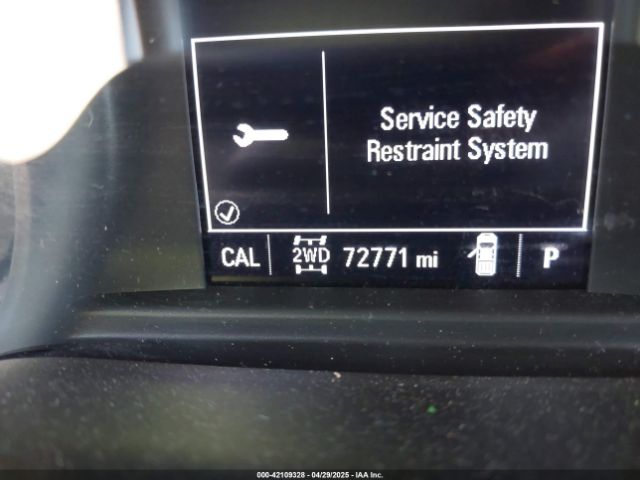 Service Safety
Restraint System
CAL 2WD 72771 mi P
000-42109328 - 04/29/2025 - IAA Inc.